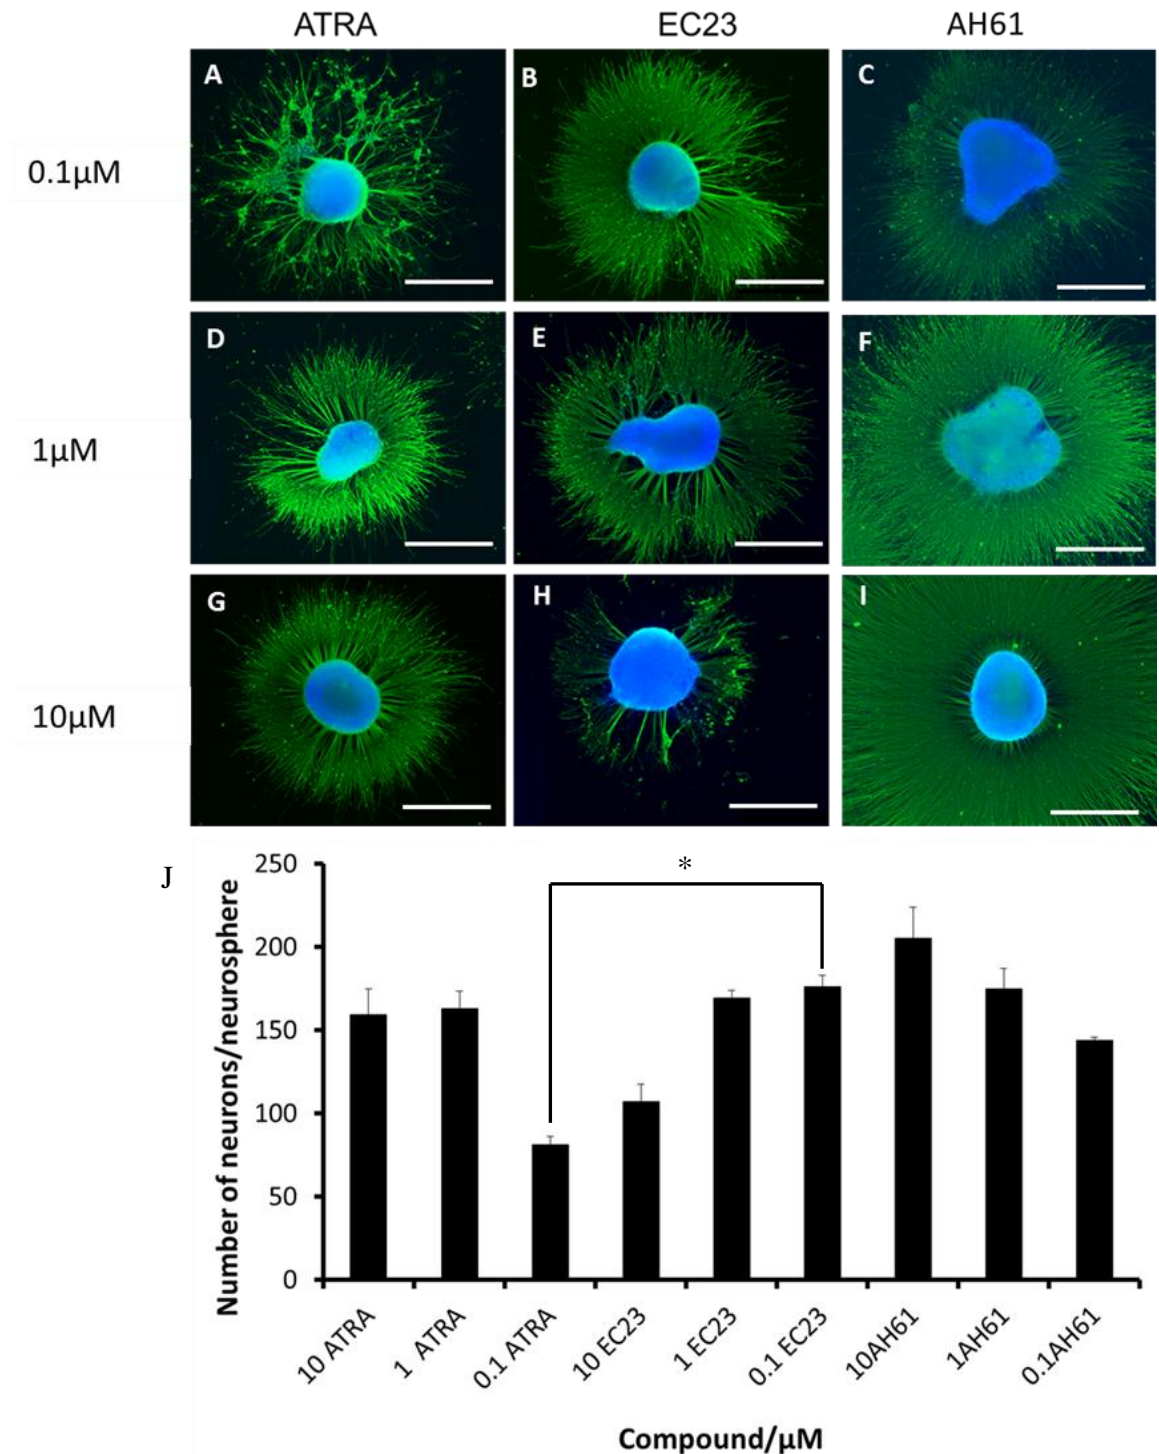 ATRA EC23 AH61
0.1µM
A B C
1µM
D E F
10µM
G H I
J
*
Number of neurons/neurosphere
250
200
150
100
50
0
10 ATRA 1 ATRA 0.1 ATRA 10 EC23 1 EC23 0.1 EC23 10AH61 1AH61 0.1AH61
Compound/µM